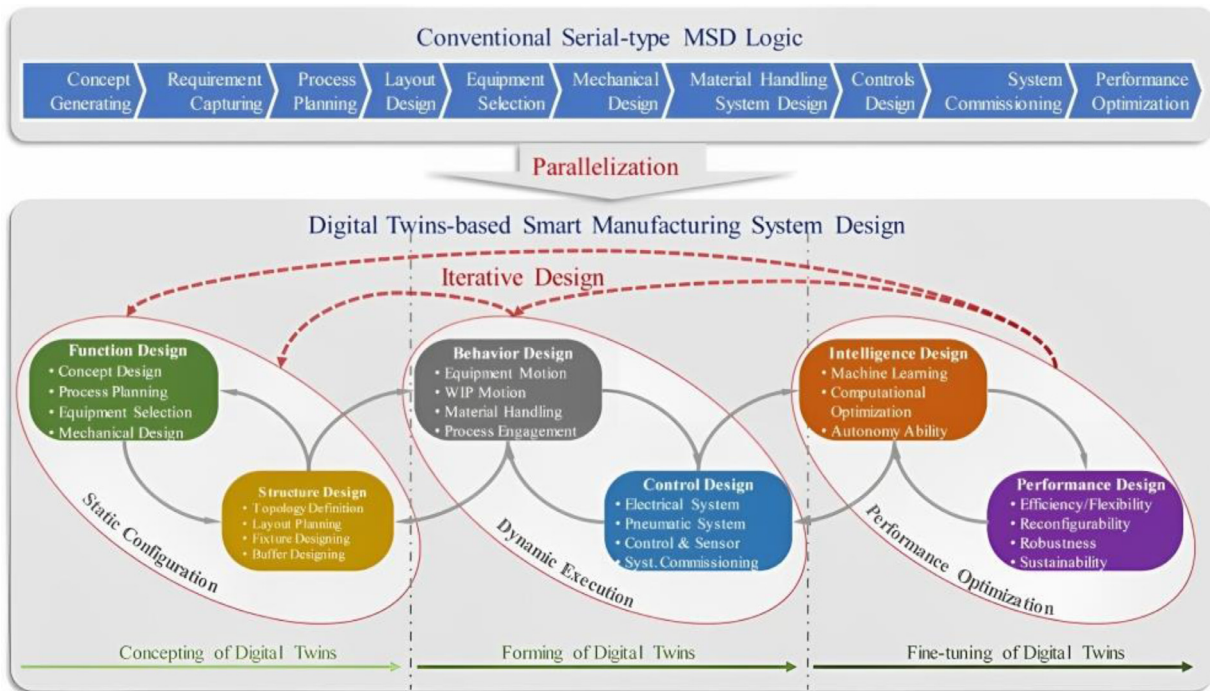 Conventional Serial-type MSD Logic
Concept
Generating
Requirement
Capturing
Process
Planning
Layout
Design
Equipment
Selection
Mechanical
Design
Material Handling
System Design
Controls
Design
System
Commissioning
Performance
Optimization
Parallelization
Digital Twins-based Smart Manufacturing System Design
Iterative Design
Function Design
• Concept Design
• Process Planning
• Equipment Selection
• Mechanical Design
Structure Design
• Topology Definition
• Layout Planning
• Fixture Designing
• Buffer Designing
Static Configuration
Behavior Design
• Equipment Motion
• WIP Motion
• Material Handling
• Process Engagement
Control Design
• Electrical System
• Pneumatic System
• Control & Sensor
• Syst. Commissioning
Dynamic Execution
Intelligence Design
• Machine Learning
• Computational
Optimization
• Autonomy Ability
Performance Design
• Efficiency/Flexibility
• Reconfigurability
• Robustness
• Sustainability
Performance Optimization
Concepting of Digital Twins
Forming of Digital Twins
Fine-tuning of Digital Twins